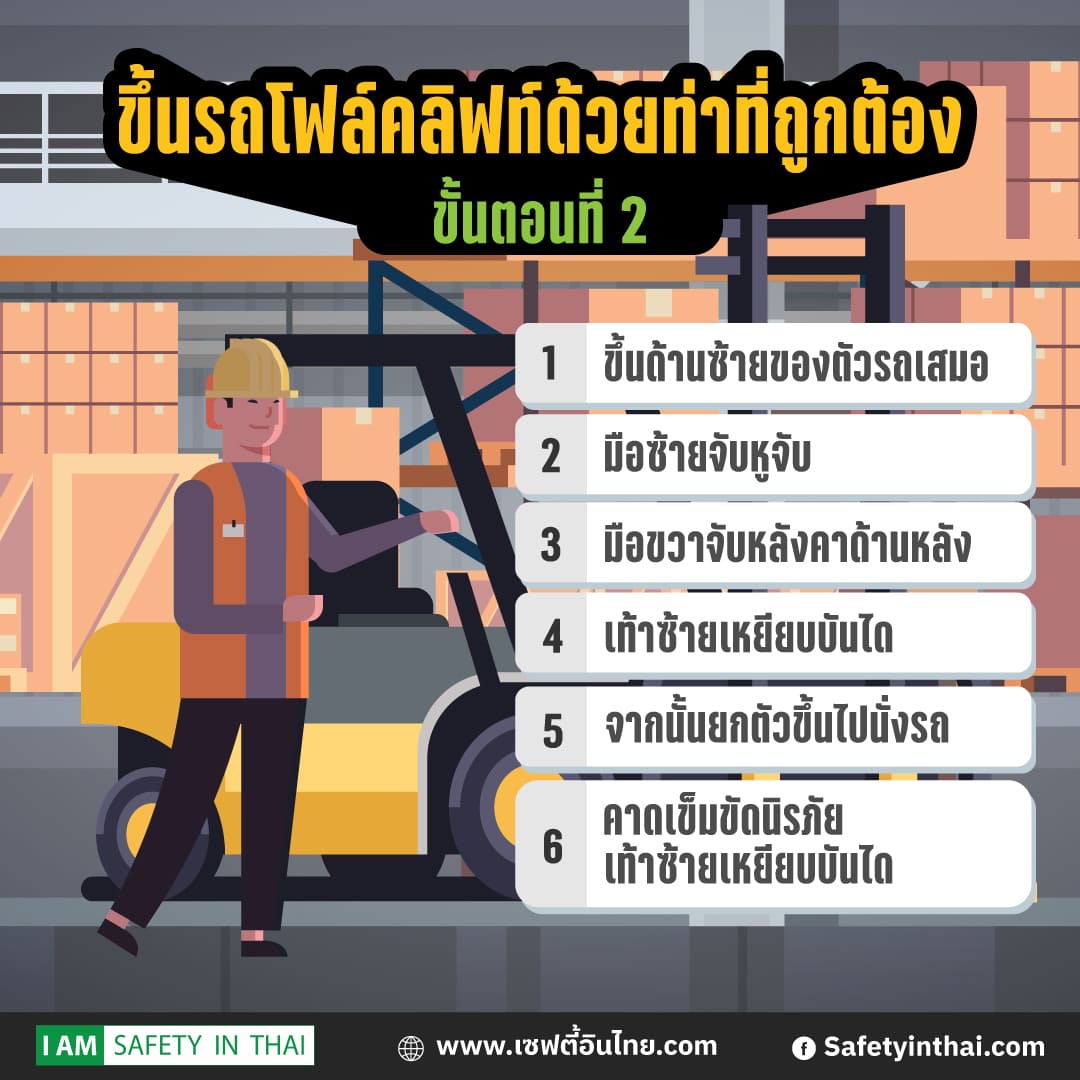 ขึ้นรถโฟล์คลิฟท์ด้วยท่าที่ถูกต้อง
ขั้นตอนที่ 2
1 ขึ้นด้านซ้ายของตัวรถเสมอ
2 มือซ้ายจับหูจับ
3 มือขวาจับหลังคาด้านหลัง
4 เท้าซ้ายเหยียบบันได
5 จากนั้นยกตัวขึ้นไปนั่งรถ
6 คาดเข็มขัดนิรภัย
เท้าซ้ายเหยียบบันได
I AM SAFETY IN THAI
www.เซฟตี้อินไทย.com
Safetyinthai.com